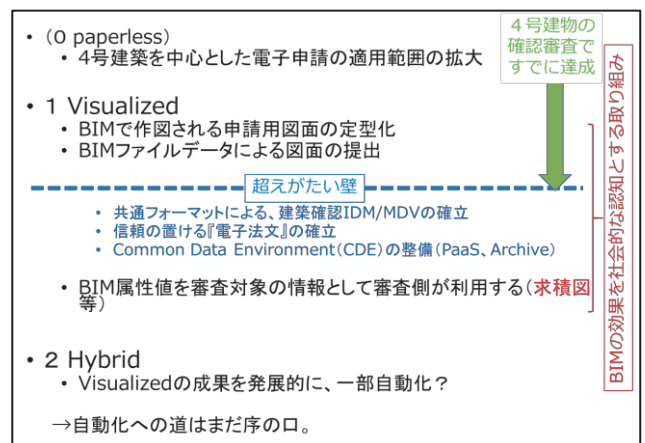 • (0 paperless)
• 4号建築を中心とした電子申請の適用範囲の拡大
4号建物の
確認審査で
すでに達成
• 1 Visualized
• BIMで作図される申請用図面の定型化
• BIMファイルデータによる図面の提出
超えがたい壁
• 共通フォーマットによる、建築確認IDM/MDVの確立
• 信頼の置ける『電子法文』の確立
• Common Data Environment(CDE)の整備(PaaS、Archive)
• BIM属性値を審査対象の情報として審査側が利用する(求積図
等)
BIMの効果を社会的な認知とする取り組み
• 2 Hybrid
• Visualizedの成果を発展的に、一部自動化?
→自動化への道はまだ序の口。